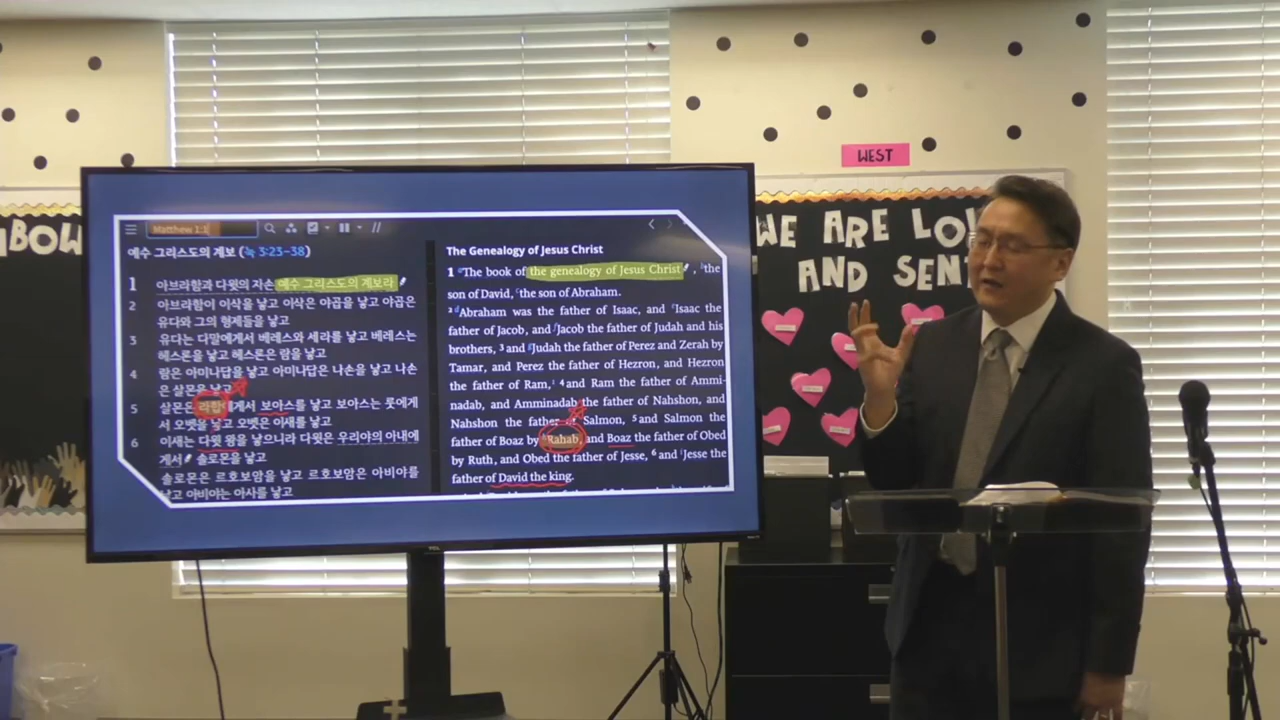 WEST
BOW
WE ARE LO
AND SEN
Matthew 1:1
예수 그리스도의 계보 (눅 3:23-38)
1 아브라함과 다윗의 자손 예수 그리스도의 계보라
2 아브라함이 이삭을 낳고 이삭은 야곱을 낳고 야곱은
유다와 그의 형제들을 낳고
3 유다는 다말에게서 베레스와 세라를 낳고 베레스는
헤스론을 낳고 헤스론은 람을 낳고
4 람은 아미나답을 낳고 아미나답은 나손을 낳고 나손
은 살몬을 낳고
5 살몬은 라합에게서 보아스를 낳고 보아스는 룻에게
서 오벳을 낳고 오벳은 이새를 낳고
6 이새는 다윗 왕을 낳으니라 다윗은 우리야의 아내에
게서 솔로몬을 낳고
솔로몬은 르호보암을 낳고 르호보암은 아비야를
낳고 아비야는 아사를 낳고
The Genealogy of Jesus Christ
1 The book of the genealogy of Jesus Christ, the
son of David, the son of Abraham.
2 Abraham was the father of Isaac, and Isaac the
father of Jacob, and Jacob the father of Judah and his
brothers, 3 and Judah the father of Perez and Zerah by
Tamar, and Perez the father of Hezron, and Hezron
the father of Ram, 4 and Ram the father of Ammi-
nadab, and Amminadab the father of Nahshon, and
Nahshon the father of Salmon, 5 and Salmon the
father of Boaz by Rahab, and Boaz the father of Obed
by Ruth, and Obed the father of Jesse, 6 and Jesse the
father of David the king.
TCL